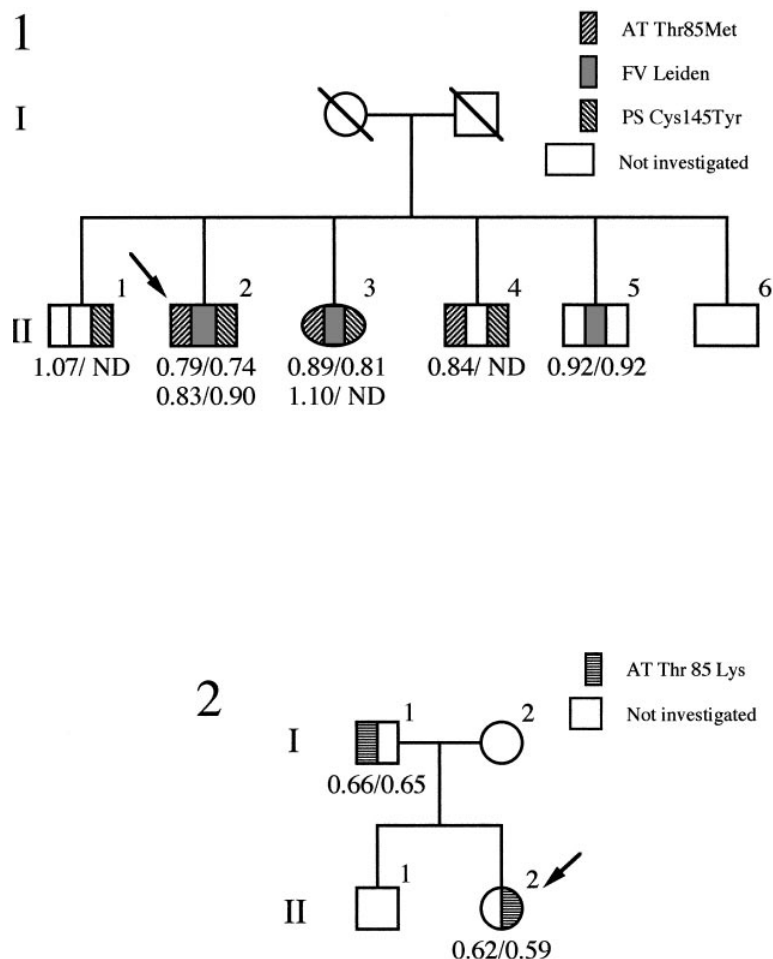 1
AT Thr85Met
FV Leiden
PS Cys145Tyr
Not investigated
I
1 2 3 4 5 6
II
1.07/ ND 0.79/0.74 0.89/0.81 0.84/ ND 0.92/0.92
0.83/0.90 1.10/ ND
2
AT Thr 85 Lys
Not investigated
I
1 2
0.66/0.65
1 2
II
0.62/0.59